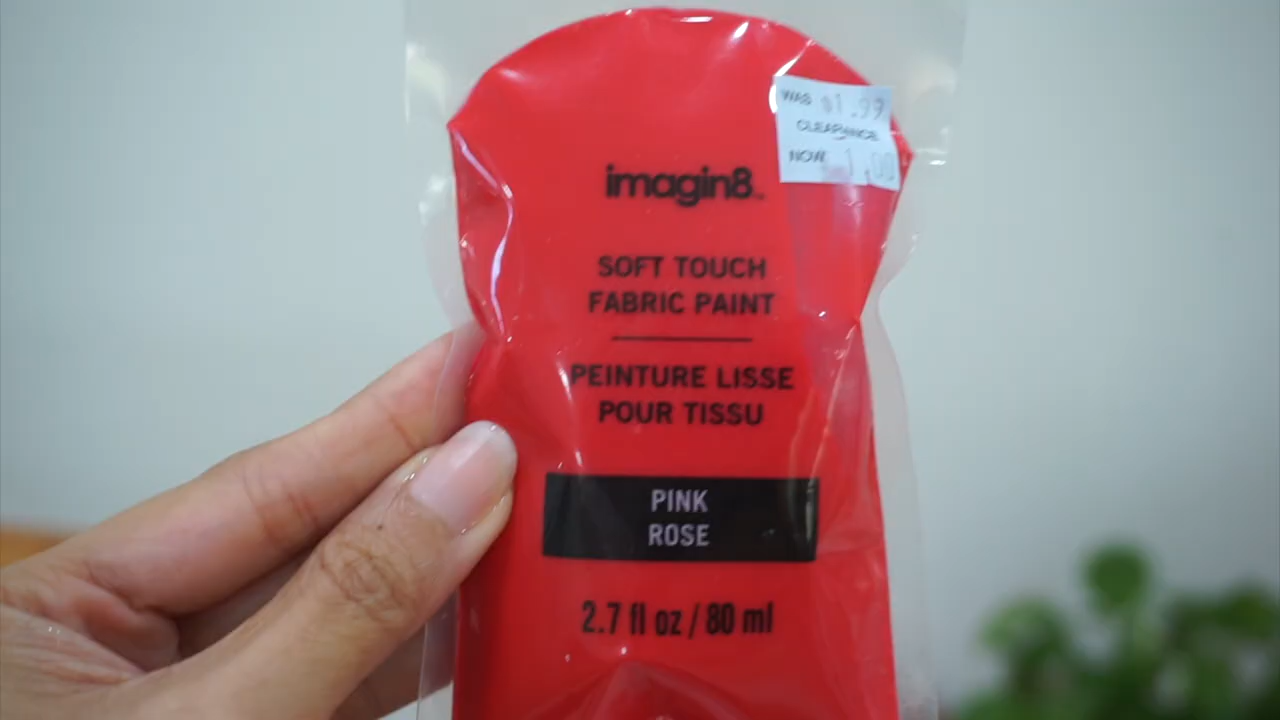 WAS $1.99
CLEARANCE
NOW 1.00
imagin8™
SOFT TOUCH
FABRIC PAINT
PEINTURE LISSE
POUR TISSU
PINK
ROSE
2.7 fl oz / 80 ml